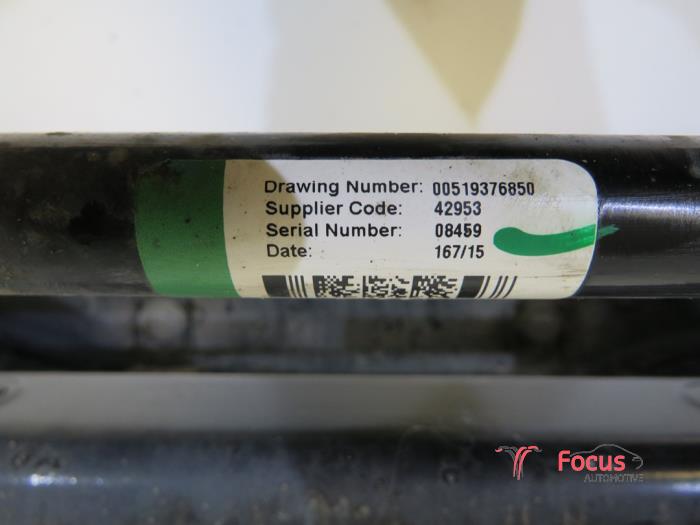 Drawing Number: 00519376850
Supplier Code: 42953
Serial Number: 08459
Date: 167/15
Focus
AUTOMOTIVE